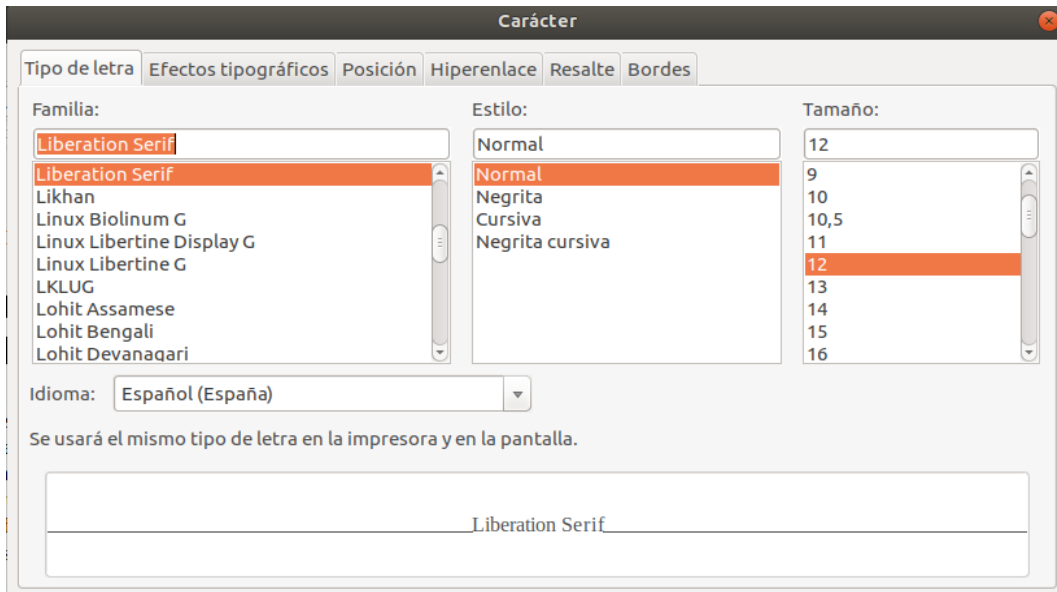 Carácter
Tipo de letra Efectos tipográficos Posición Hiperenlace Resalte Bordes
Familia: Estilo: Tamaño:
Liberation Serif Normal 12
Liberation Serif Normal 9
Likhan Negrita 10
Linux Biolinum G Cursiva 10,5
Linux Libertine Display G Negrita cursiva 11
Linux Libertine G 12
LKLUG 13
Lohit Assamese 14
Lohit Bengali 15
Lohit Devanagari 16
Idioma: Español (España)
Se usará el mismo tipo de letra en la impresora y en la pantalla.
Liberation Serif